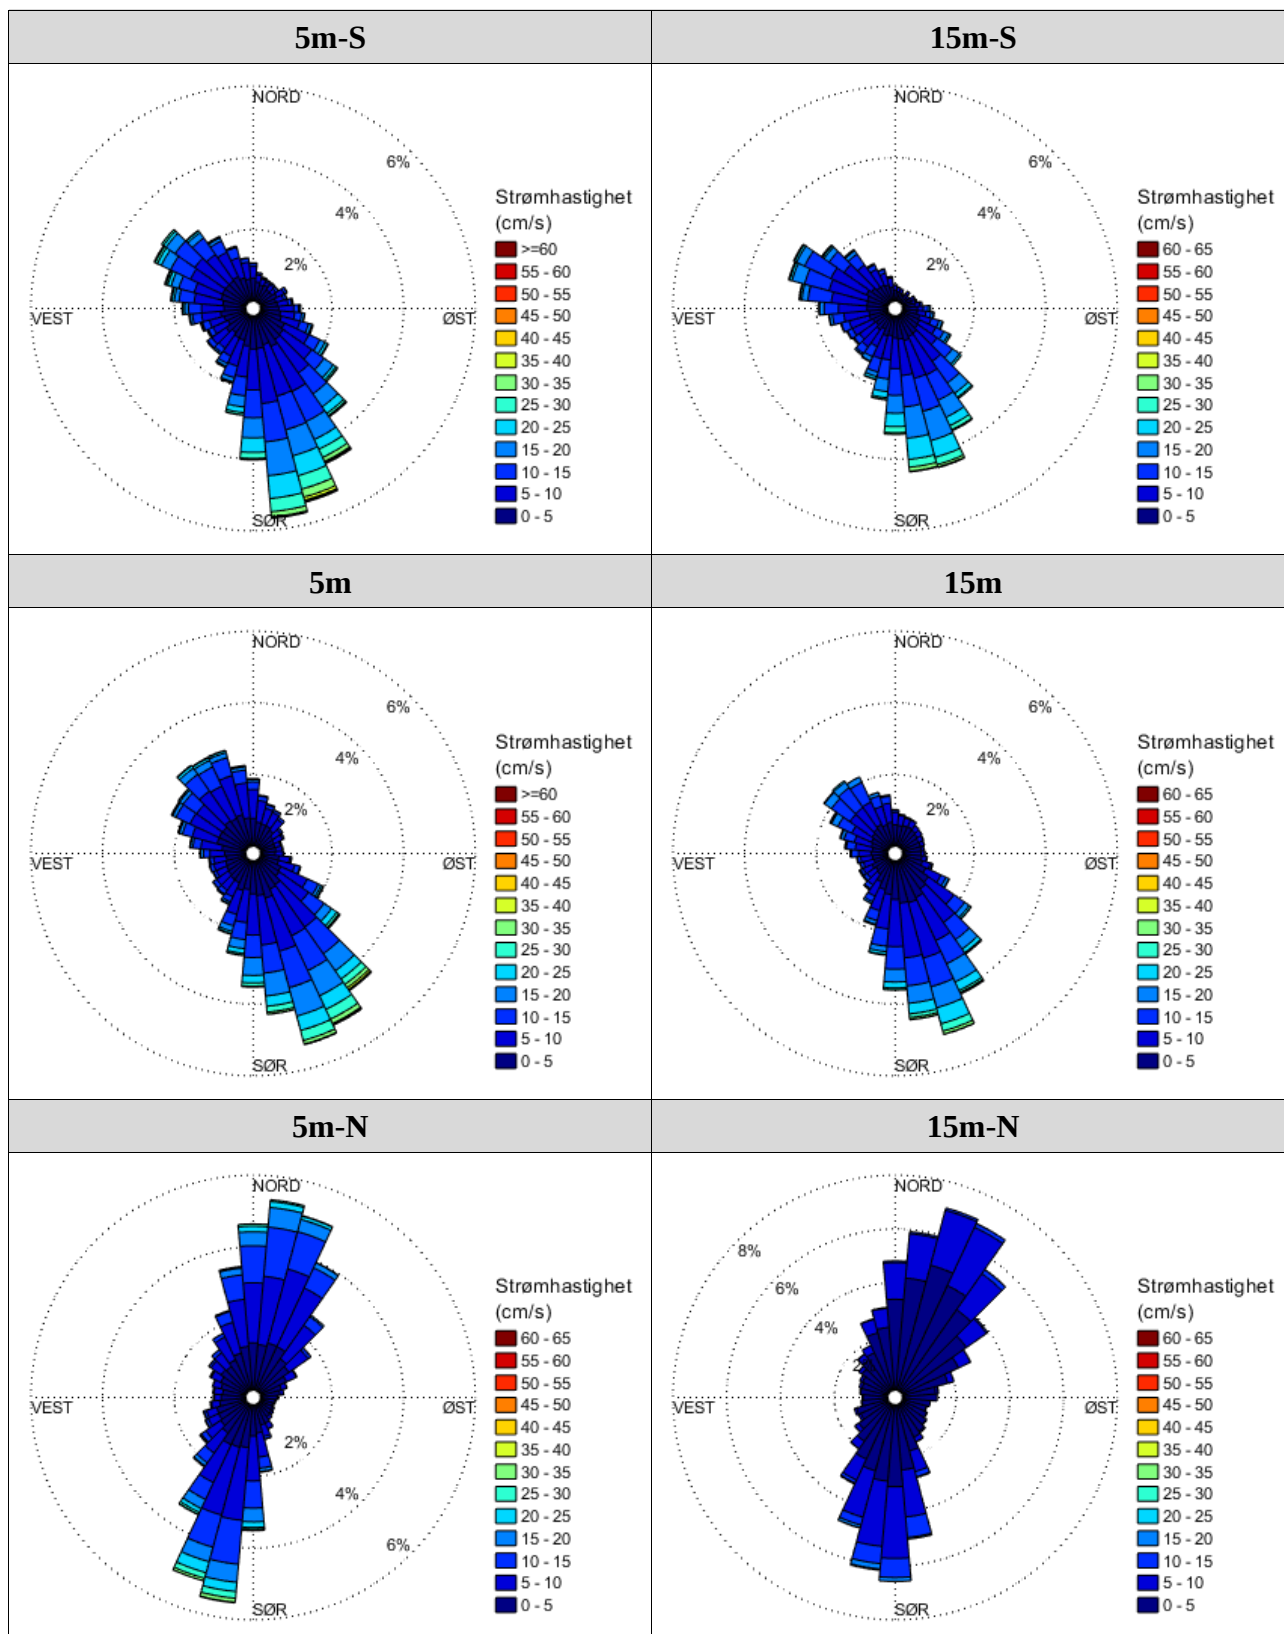 5m-S
15m-S
NORD
6%
4%
2%
VEST
ØST
SØR
Strømhastighet
(cm/s)
>=60
55 - 60
50 - 55
45 - 50
40 - 45
35 - 40
30 - 35
25 - 30
20 - 25
15 - 20
10 - 15
5 - 10
0 - 5
NORD
6%
4%
2%
VEST
ØST
SØR
Strømhastighet
(cm/s)
60 - 65
55 - 60
50 - 55
45 - 50
40 - 45
35 - 40
30 - 35
25 - 30
20 - 25
15 - 20
10 - 15
5 - 10
0 - 5
5m
15m
NORD
6%
4%
2%
VEST
ØST
SØR
Strømhastighet
(cm/s)
>=60
55 - 60
50 - 55
45 - 50
40 - 45
35 - 40
30 - 35
25 - 30
20 - 25
15 - 20
10 - 15
5 - 10
0 - 5
NORD
6%
4%
2%
VEST
ØST
SØR
Strømhastighet
(cm/s)
60 - 65
55 - 60
50 - 55
45 - 50
40 - 45
35 - 40
30 - 35
25 - 30
20 - 25
15 - 20
10 - 15
5 - 10
0 - 5
5m-N
15m-N
NORD
VEST
ØST
2%
4%
6%
SØR
Strømhastighet
(cm/s)
60 - 65
55 - 60
50 - 55
45 - 50
40 - 45
35 - 40
30 - 35
25 - 30
20 - 25
15 - 20
10 - 15
5 - 10
0 - 5
NORD
8%
6%
4%
VEST
ØST
SØR
Strømhastighet
(cm/s)
60 - 65
55 - 60
50 - 55
45 - 50
40 - 45
35 - 40
30 - 35
25 - 30
20 - 25
15 - 20
10 - 15
5 - 10
0 - 5